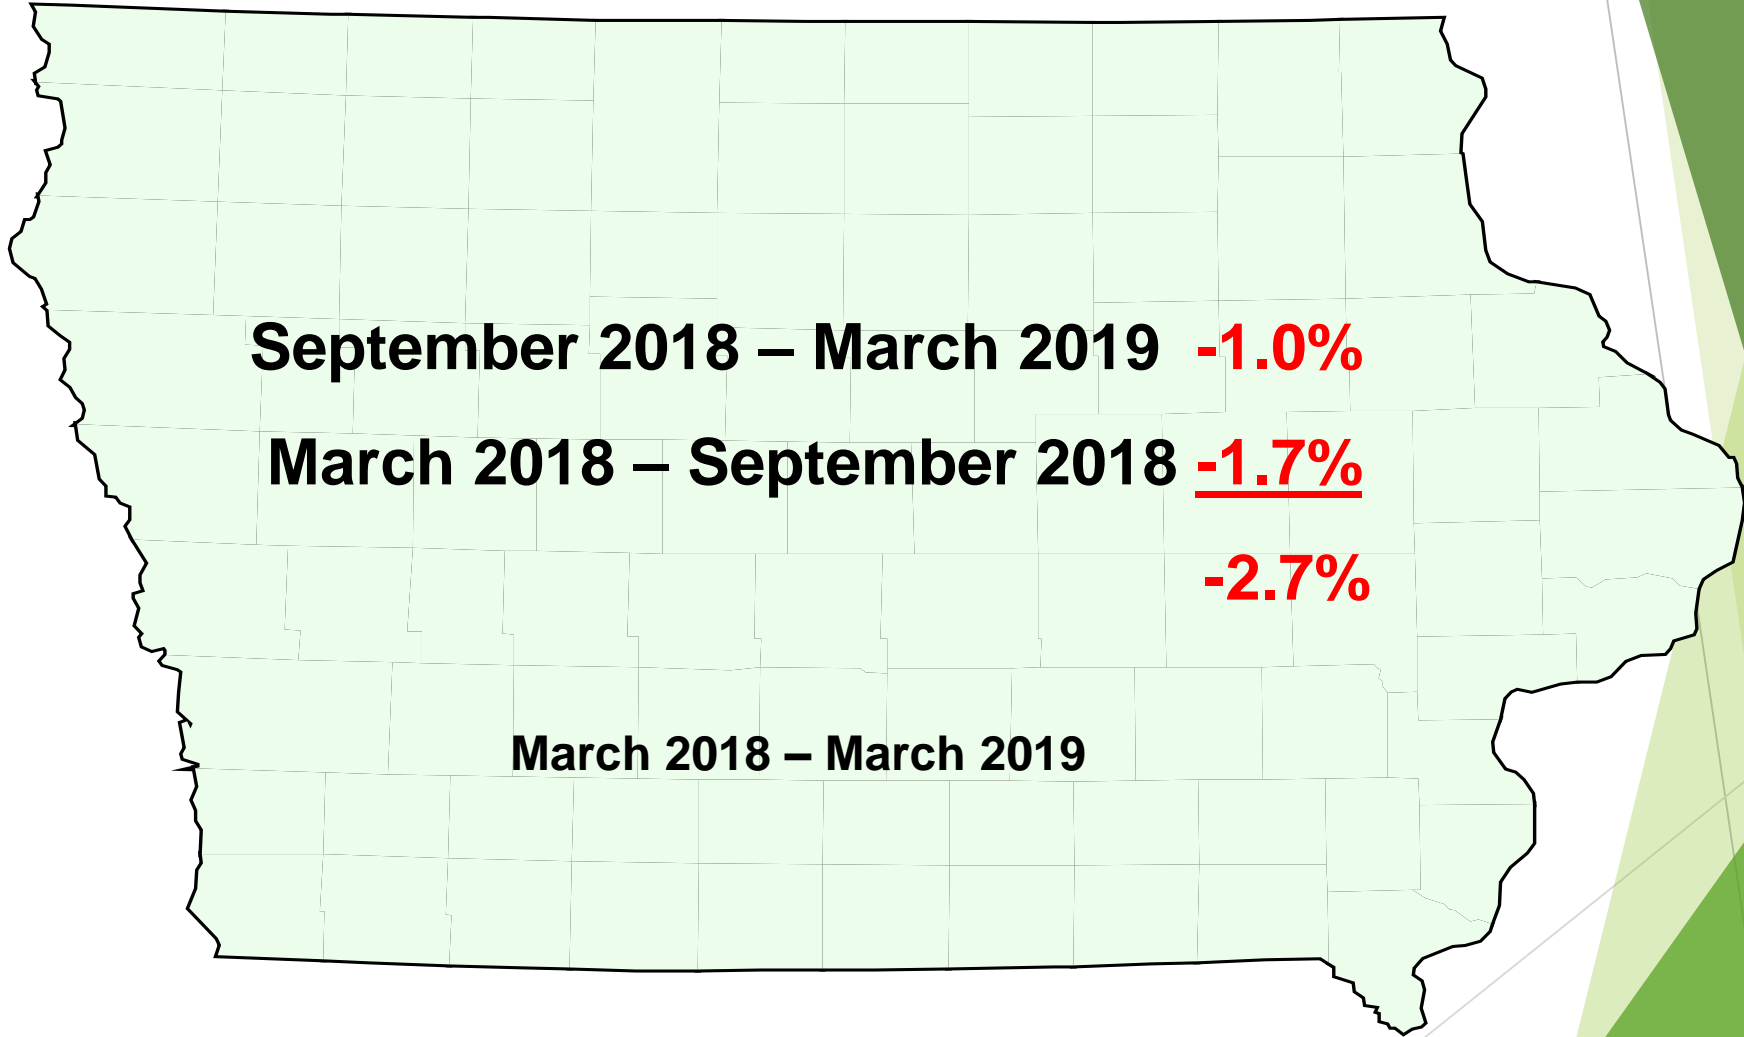 September 2018 – March 2019 -1.0%
March 2018 – September 2018 -1.7%
-2.7%
March 2018 – March 2019